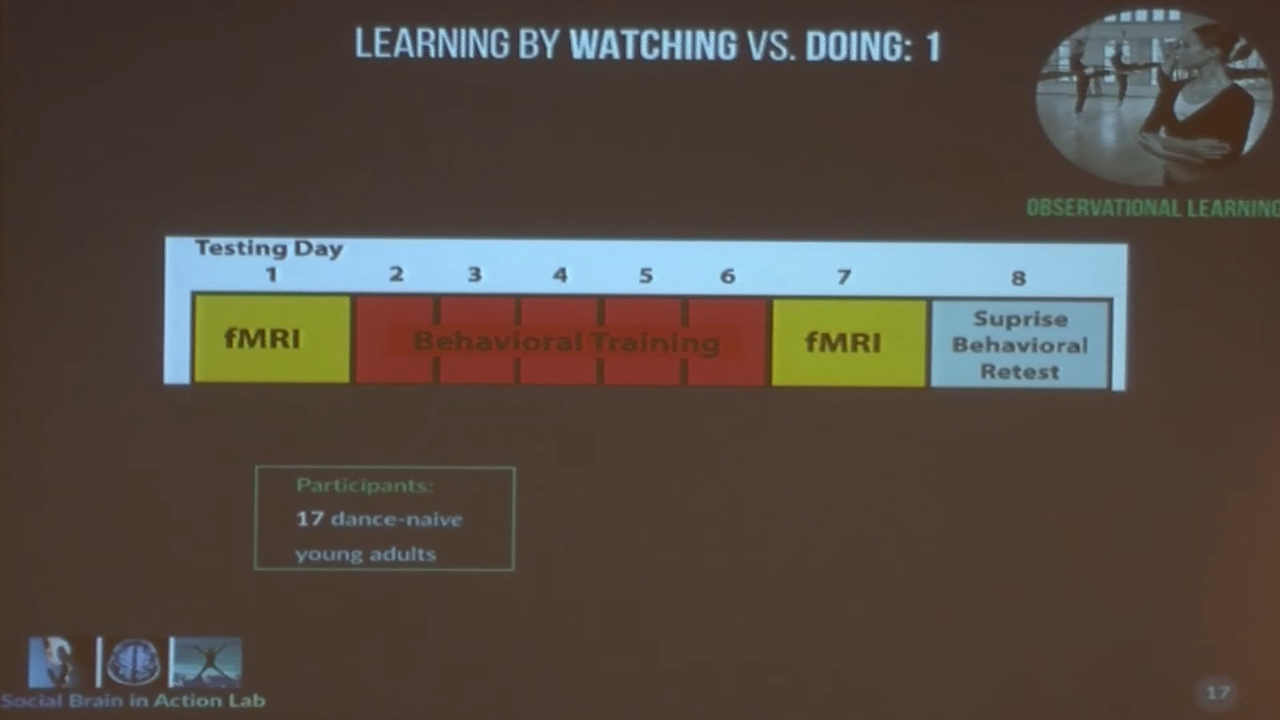 LEARNING BY WATCHING VS. DOING: 1
OBSERVATIONAL LEARNING
Testing Day
1 2 3 4 5 6 7 8
fMRI
Behavioral Training
fMRI
Suprise
Behavioral
Retest
Participants:
17 dance-naive
young adults
Social Brain in Action Lab
17